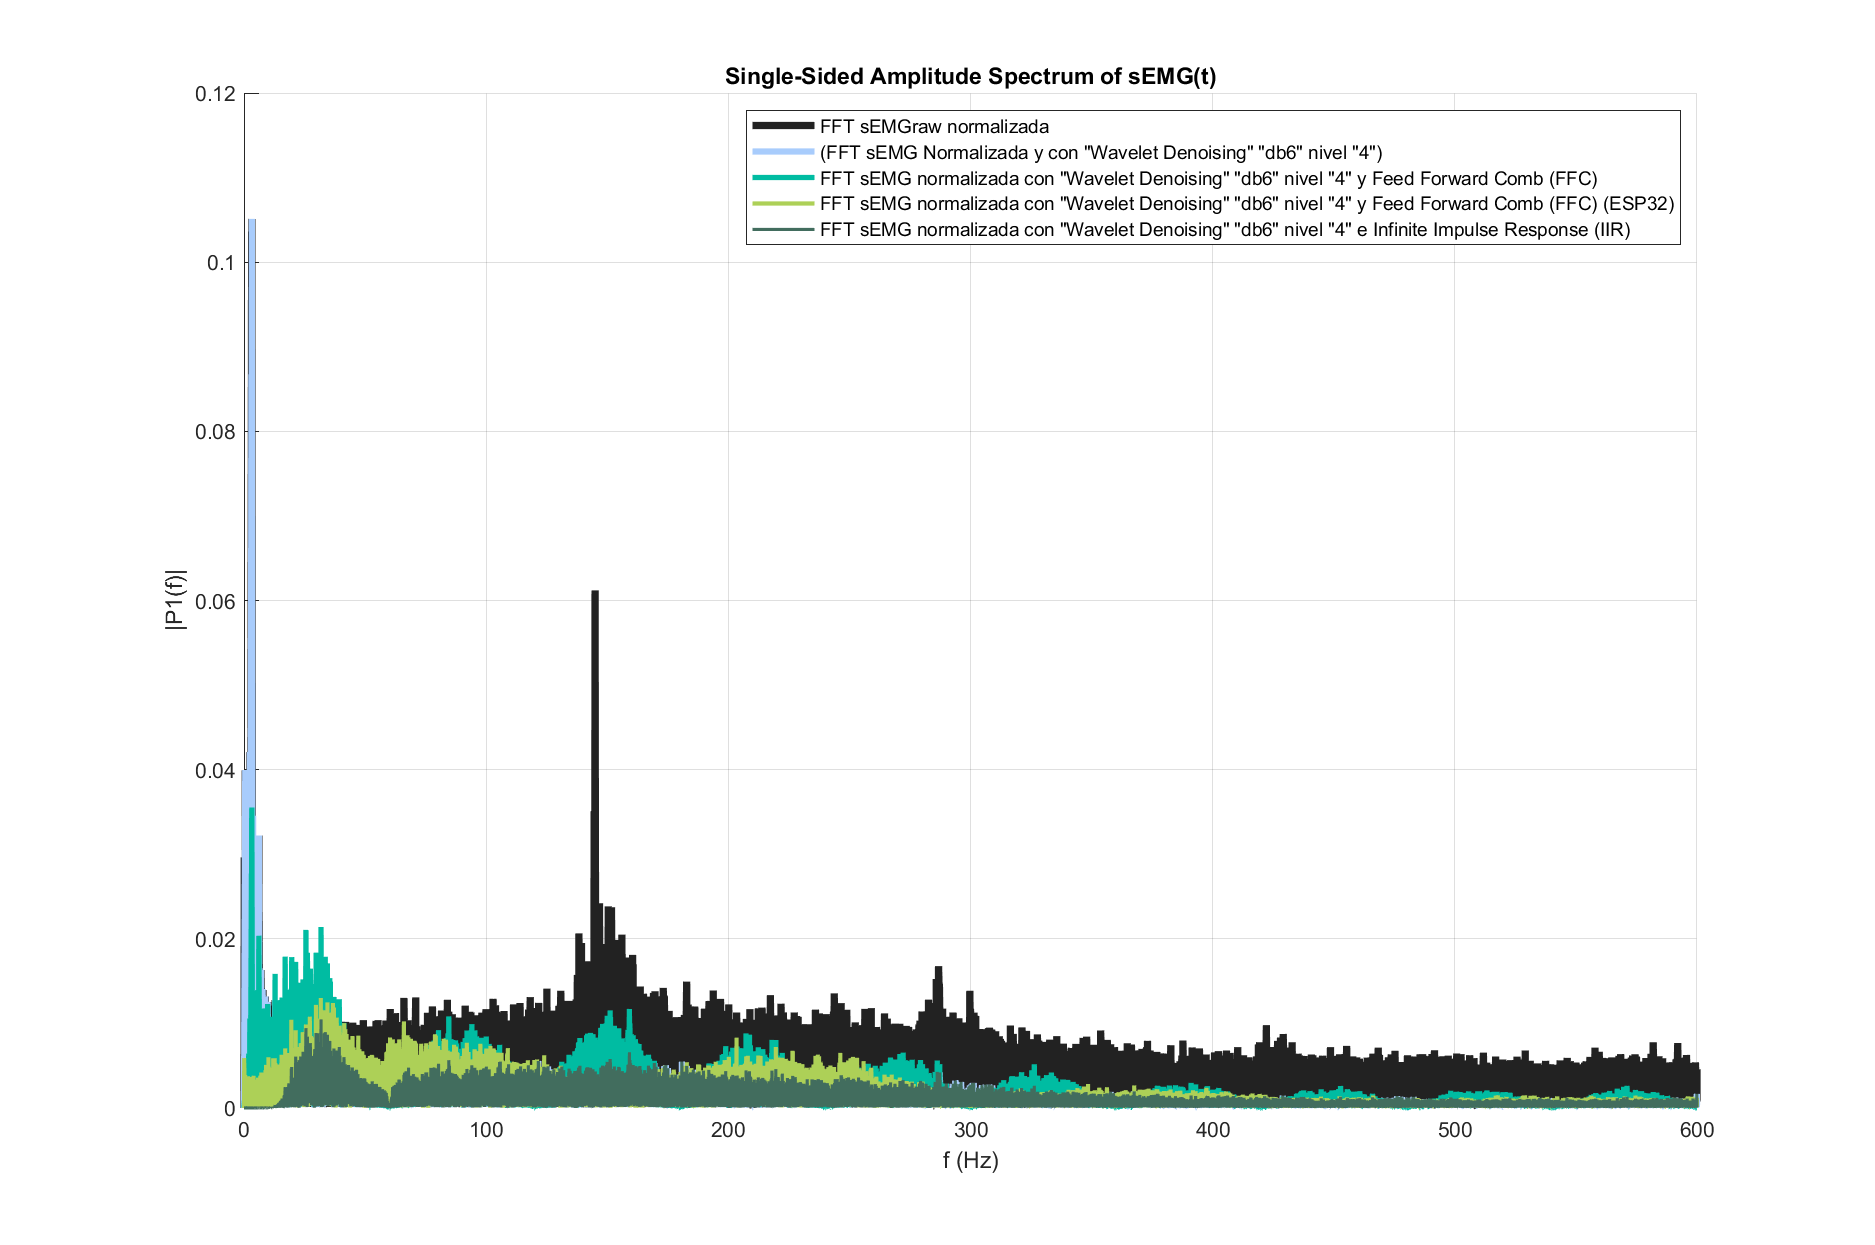 Single-Sided Amplitude Spectrum of sEMG(t)
FFT sEMGraw normalizada
(FFT sEMG Normalizada y con "Wavelet Denoising" "db6" nivel "4")
FFT sEMG normalizada con "Wavelet Denoising" "db6" nivel "4" y Feed Forward Comb (FFC)
FFT sEMG normalizada con "Wavelet Denoising" "db6" nivel "4" y Feed Forward Comb (FFC) (ESP32)
FFT sEMG normalizada con "Wavelet Denoising" "db6" nivel "4" e Infinite Impulse Response (IIR)
0.12
0.1
0.08
0.06
0.04
0.02
0
|P1(f)|
0 100 200 300 400 500 600
f (Hz)